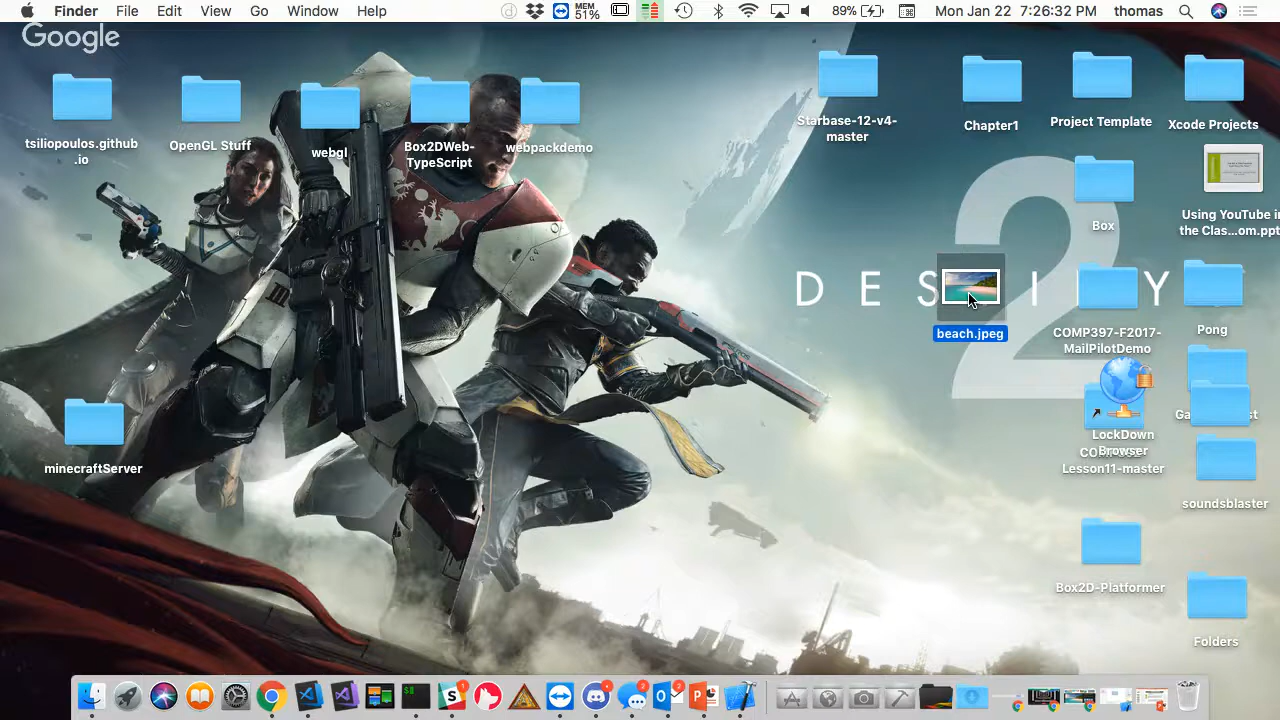 Finder File Edit View Go Window Help
MEM
51%
89%
Mon Jan 22 7:26:32 PM thomas
Google
tsiliopoulos.github
.io
OpenGL Stuff
webgl
Box2DWeb-
TypeScript
webpackdemo
Starbase-12-v4-
master
Chapter1
Project Template
Xcode Projects
Box
Using YouTube i
the Clas...om.ppt
DES I Y
2
beach.jpeg
COMP397-F2017-
MailPilotDemo
Pong
LockDown
Browser
Lesson11-master
minecraftServer
soundsblaster
Box2D-Platformer
Folders